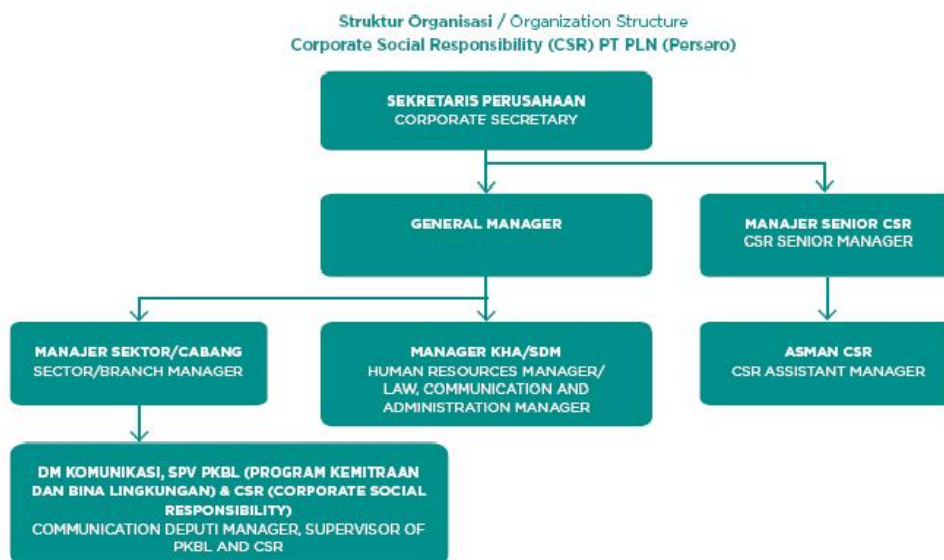 Struktur Organisasi / Organization Structure
Corporate Social Responsibility (CSR) PT PLN (Persero)
SEKRETARIS PERUSAHAAN
CORPORATE SECRETARY
GENERAL MANAGER
MANAJER SENIOR CSR
CSR SENIOR MANAGER
MANAJER SEKTOR/CABANG
SECTOR/BRANCH MANAGER
MANAGER KHA/SDM
HUMAN RESOURCES MANAGER/
LAW, COMMUNICATION AND
ADMINISTRATION MANAGER
ASMAN CSR
CSR ASSISTANT MANAGER
DM KOMUNIKASI, SPV PKBL (PROGRAM KEMITRAAN
DAN BINA LINGKUNGAN) & CSR (CORPORATE SOCIAL
RESPONSIBILITY)
COMMUNICATION DEPUTI MANAGER, SUPERVISOR OF
PKBL AND CSR